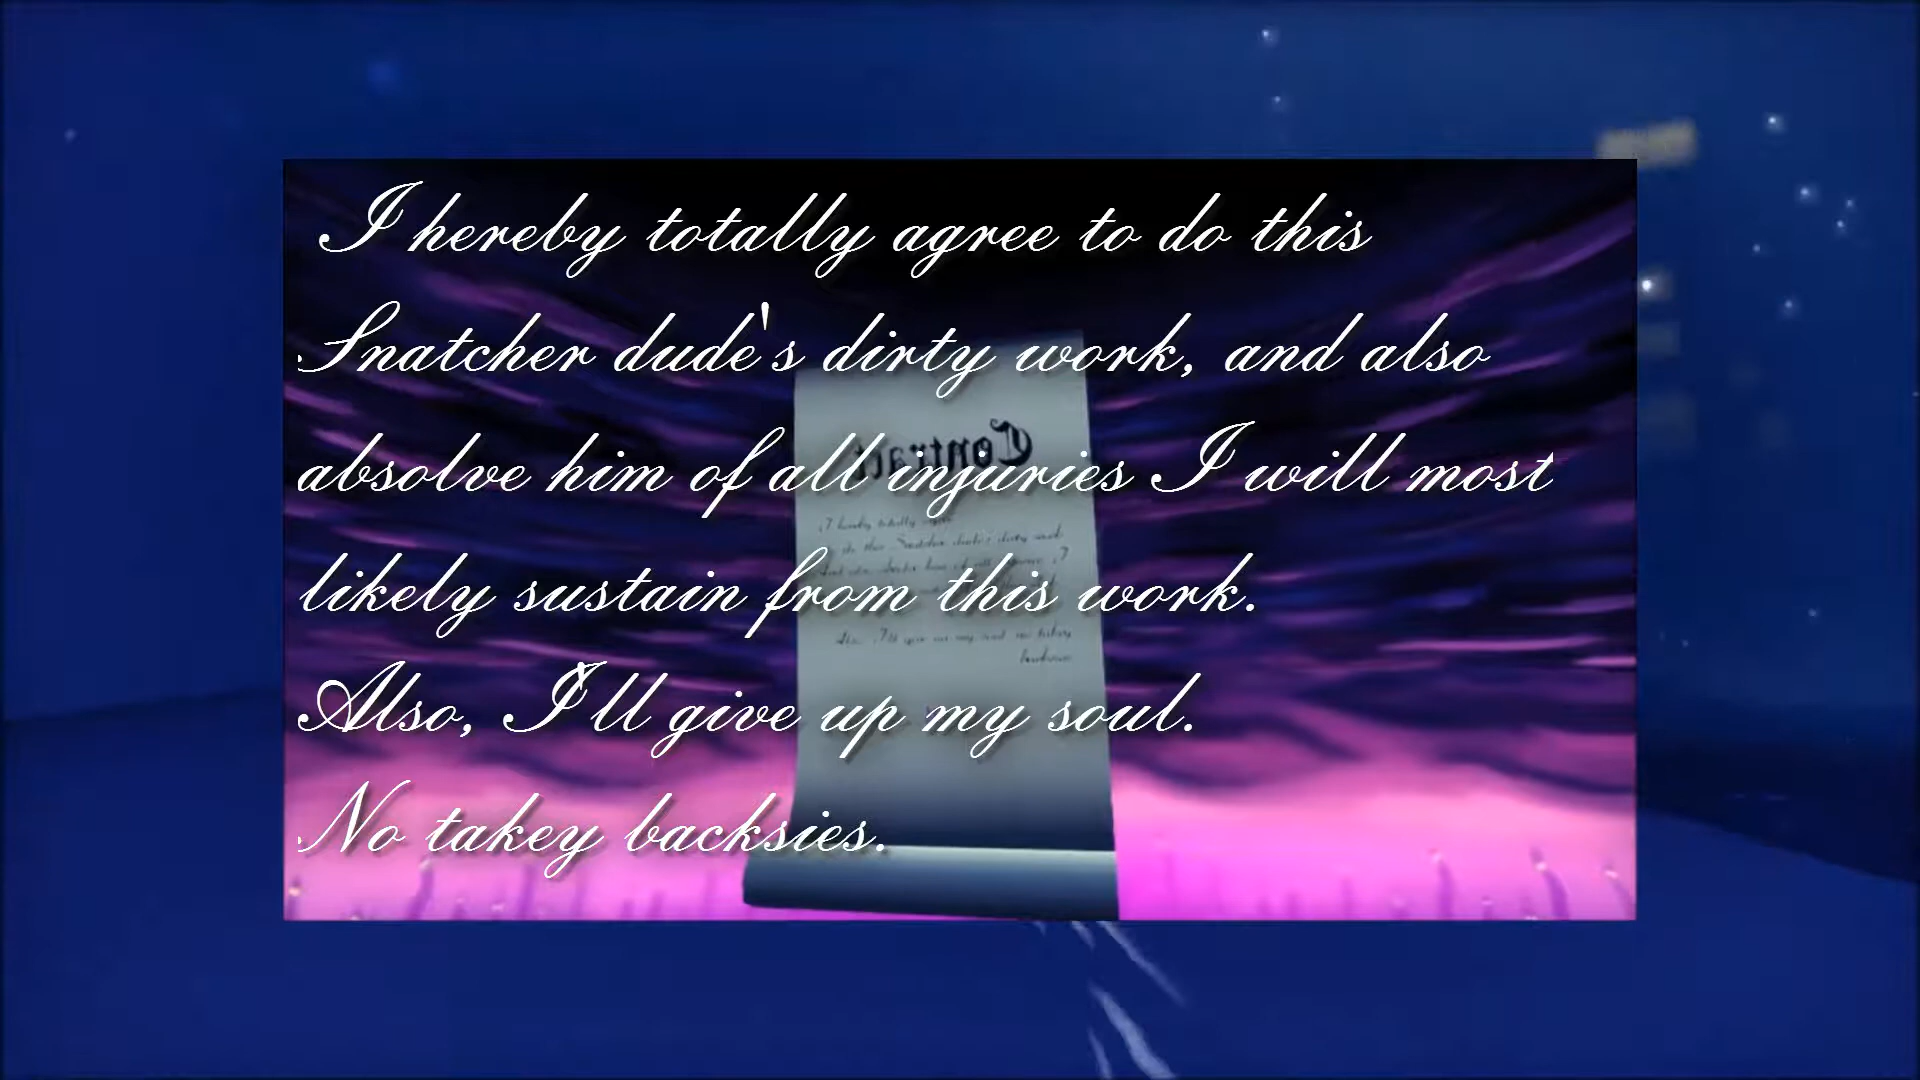 I hereby totally agree to do this
Snatcher dude's dirty work, and also
absolve him of all injuries I will most
likely sustain from this work.
Also, I'll give up my soul.
No takey backsies.
Contract